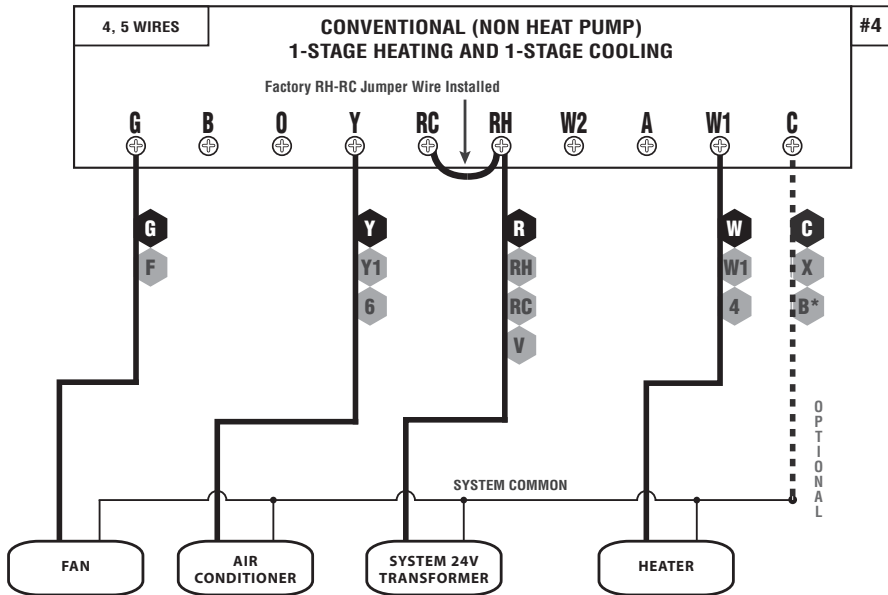 4, 5 WIRES
CONVENTIONAL (NON HEAT PUMP)
#4
1-STAGE HEATING AND 1-STAGE COOLING
Factory RH-RC Jumper Wire Installed
G B O Y RC RH W2 A W1 C
G Y R W C
F Y1 RH W1 X
6 RC 4 B*
V
OPTIONAL
SYSTEM COMMON
FAN
AIR
CONDITIONER
SYSTEM 24V
TRANSFORMER
HEATER